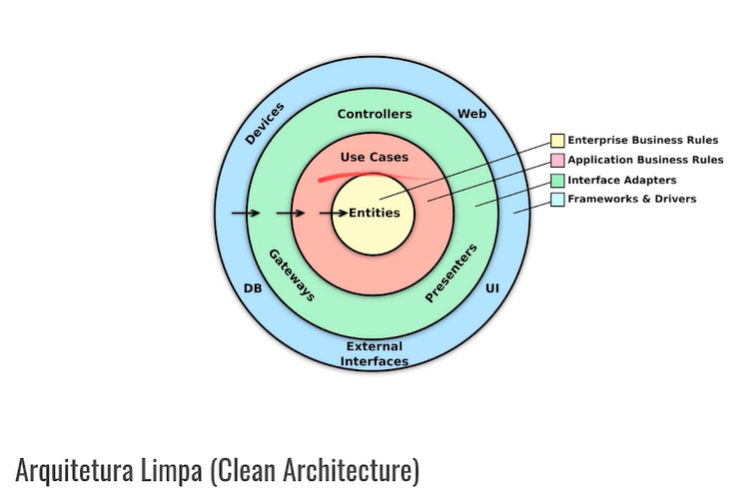 Devices
Controllers
Web
Use Cases
Entities
Gateways
Presenters
DB
UI
External
Interfaces
Enterprise Business Rules
Application Business Rules
Interface Adapters
Frameworks & Drivers
Arquitetura Limpa (Clean Architecture)